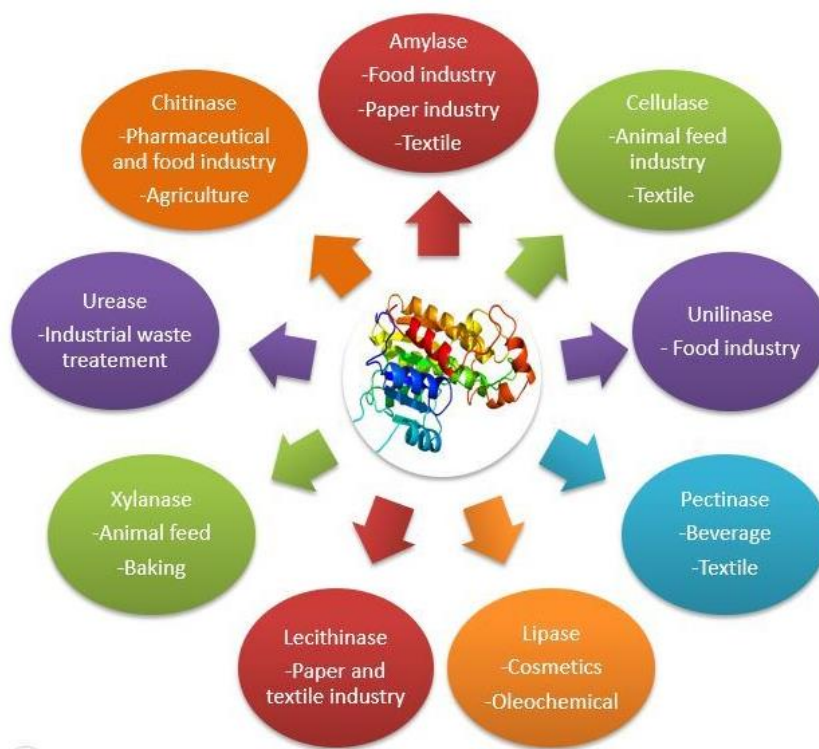 Amylase
-Food industry
-Paper industry
-Textile
Cellulase
-Animal feed
industry
-Textile
Unilinase
- Food industry
Pectinase
-Beverage
-Textile
Lipase
-Cosmetics
-Oleochemical
Lecithinase
-Paper and
textile industry
Xylanase
-Animal feed
-Baking
Urease
-Industrial waste
treatement
Chitinase
-Pharmaceutical
and food industry
-Agriculture